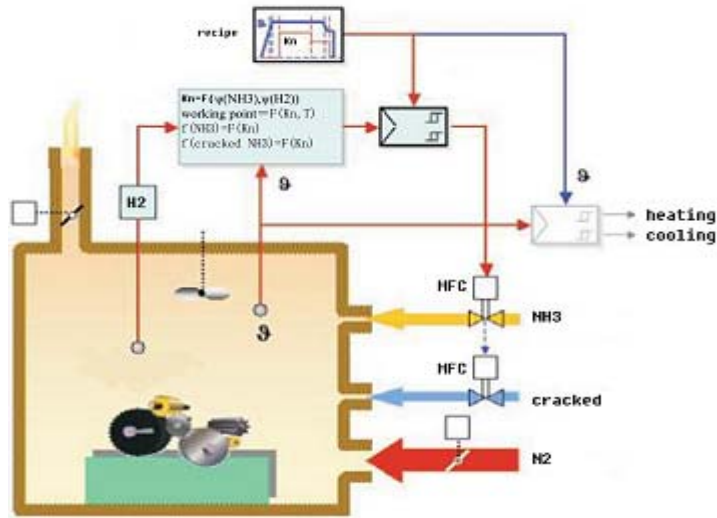 recipe
Kn
Kn=F(φ(NH3),φ(H2))
working point=F(Kn, T)
f(NH3)=F(Kn)
f(cracked NH3)=F(Kn)
ϑ
ϑ
H2
heating
cooling
MFC
ϑ
NH3
MFC
cracked
N2